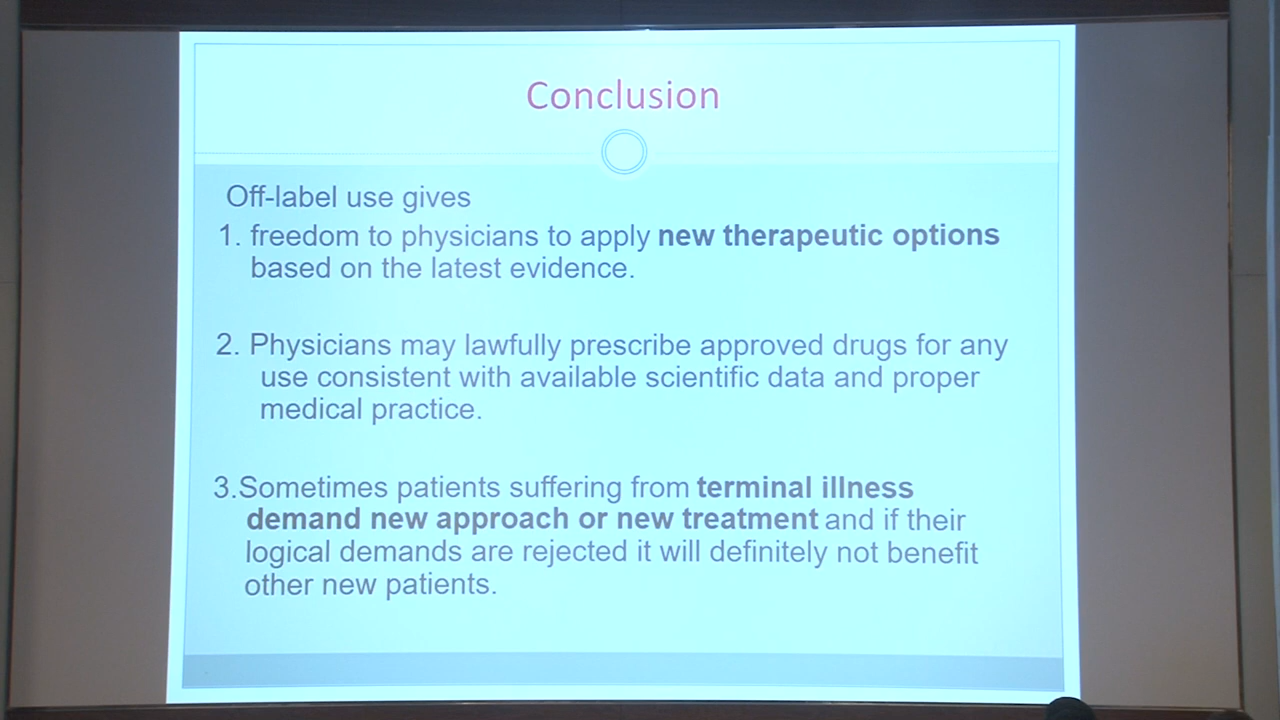 Conclusion
Off-label use gives
1. freedom to physicians to apply new therapeutic options
based on the latest evidence.
2. Physicians may lawfully prescribe approved drugs for any
use consistent with available scientific data and proper
medical practice.
3.Sometimes patients suffering from terminal illness
demand new approach or new treatment and if their
logical demands are rejected it will definitely not benefit
other new patients.